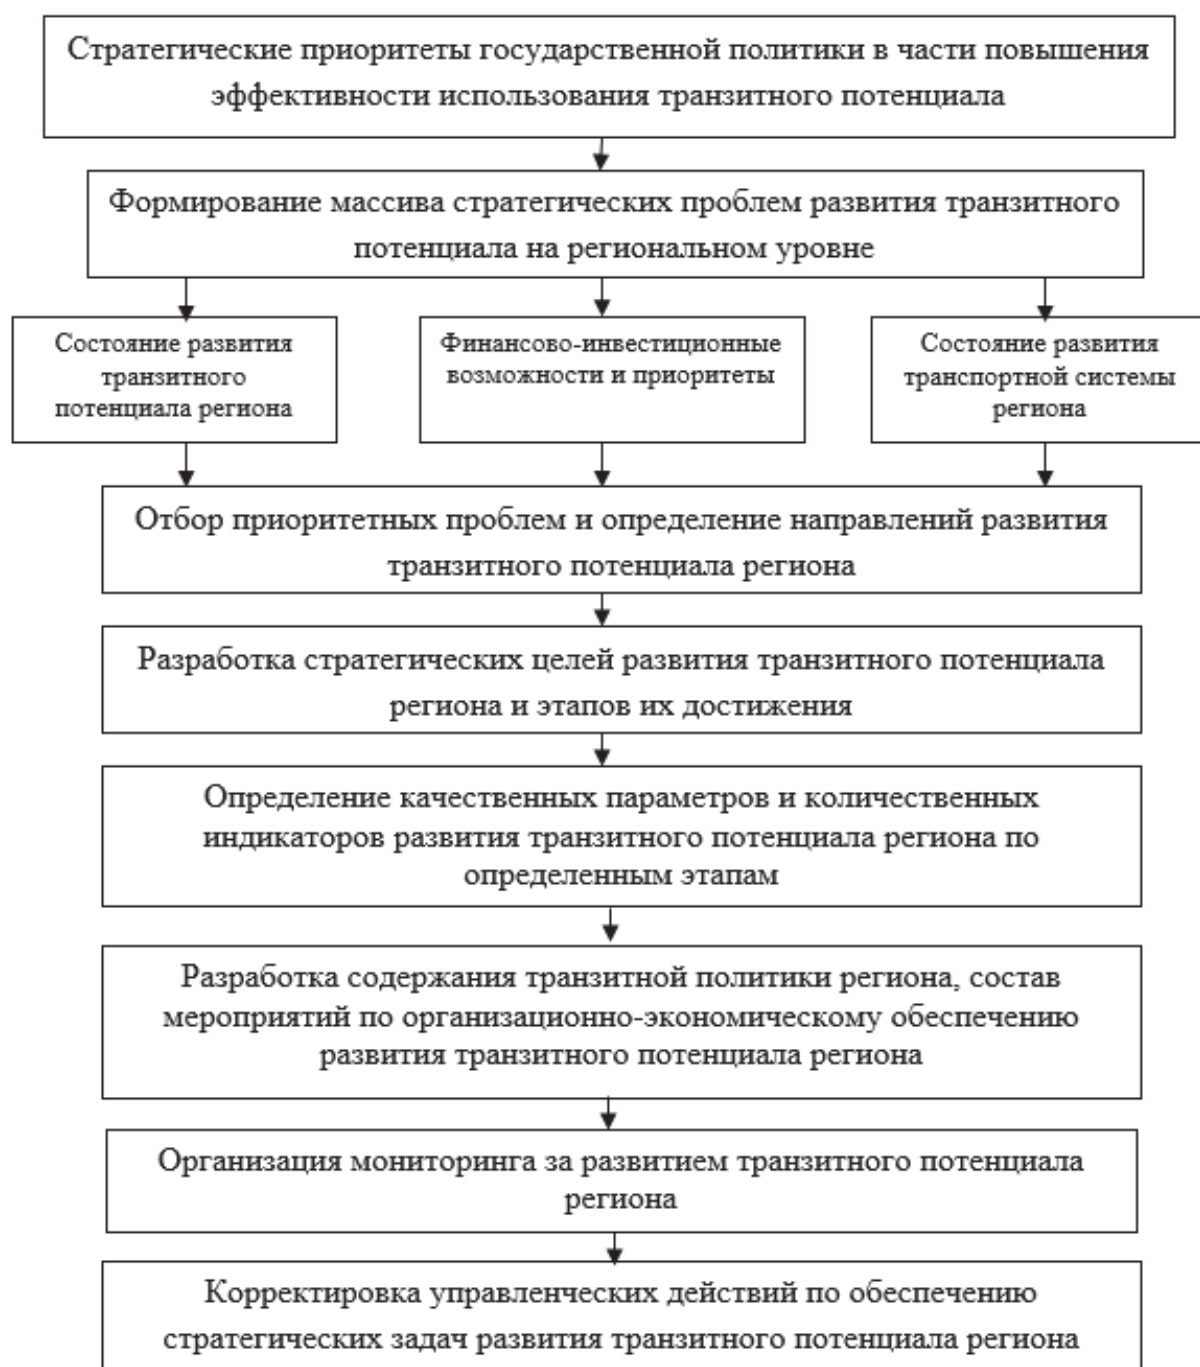 Стратегические приоритеты государственной политики в части повышения
эффективности использования транзитного потенциала
Формирование массива стратегических проблем развития транзитного
потенциала на региональном уровне
Состояние развития
транзитного
потенциала региона
Финансово-инвестиционные
возможности и приоритеты
Состояние развития
транспортной системы
региона
Отбор приоритетных проблем и определение направлений развития
транзитного потенциала региона
Разработка стратегических целей развития транзитного потенциала
региона и этапов их достижения
Определение качественных параметров и количественных
индикаторов развития транзитного потенциала региона по
определенным этапам
Разработка содержания транзитной политики региона, состав
мероприятий по организационно-экономическому обеспечению
развития транзитного потенциала региона
Организация мониторинга за развитием транзитного потенциала
региона
Корректировка управленческих действий по обеспечению
стратегических задач развития транзитного потенциала региона